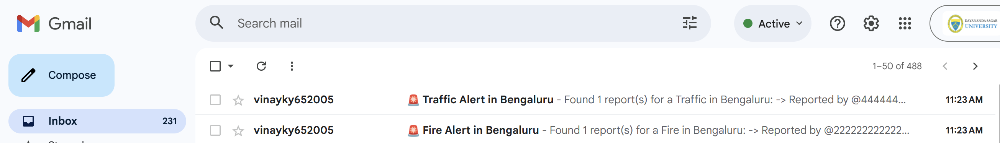 Gmail
Search mail
Active
DAYANANDA SAGAR
UNIVERSITY
Compose
1–50 of 488
Inbox 231
vinayky652005 🚨 Traffic Alert in Bengaluru - Found 1 report(s) for a Traffic in Bengaluru: -> Reported by @444444... 11:23 AM
vinayky652005 🚨 Fire Alert in Bengaluru - Found 1 report(s) for a Fire in Bengaluru: -> Reported by @222222222222... 11:23 AM